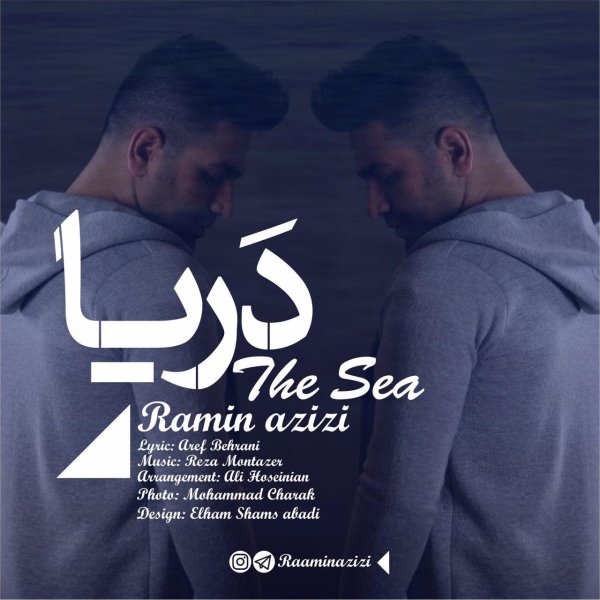 دَریا
The Sea
Ramin azizi
Lyric: Aref Behrani
Music: Reza Montazer
Arrangement: Ali Hoseinian
Photo: Mohammad Charak
Design: Elham Shams abadi
Raaminazizi